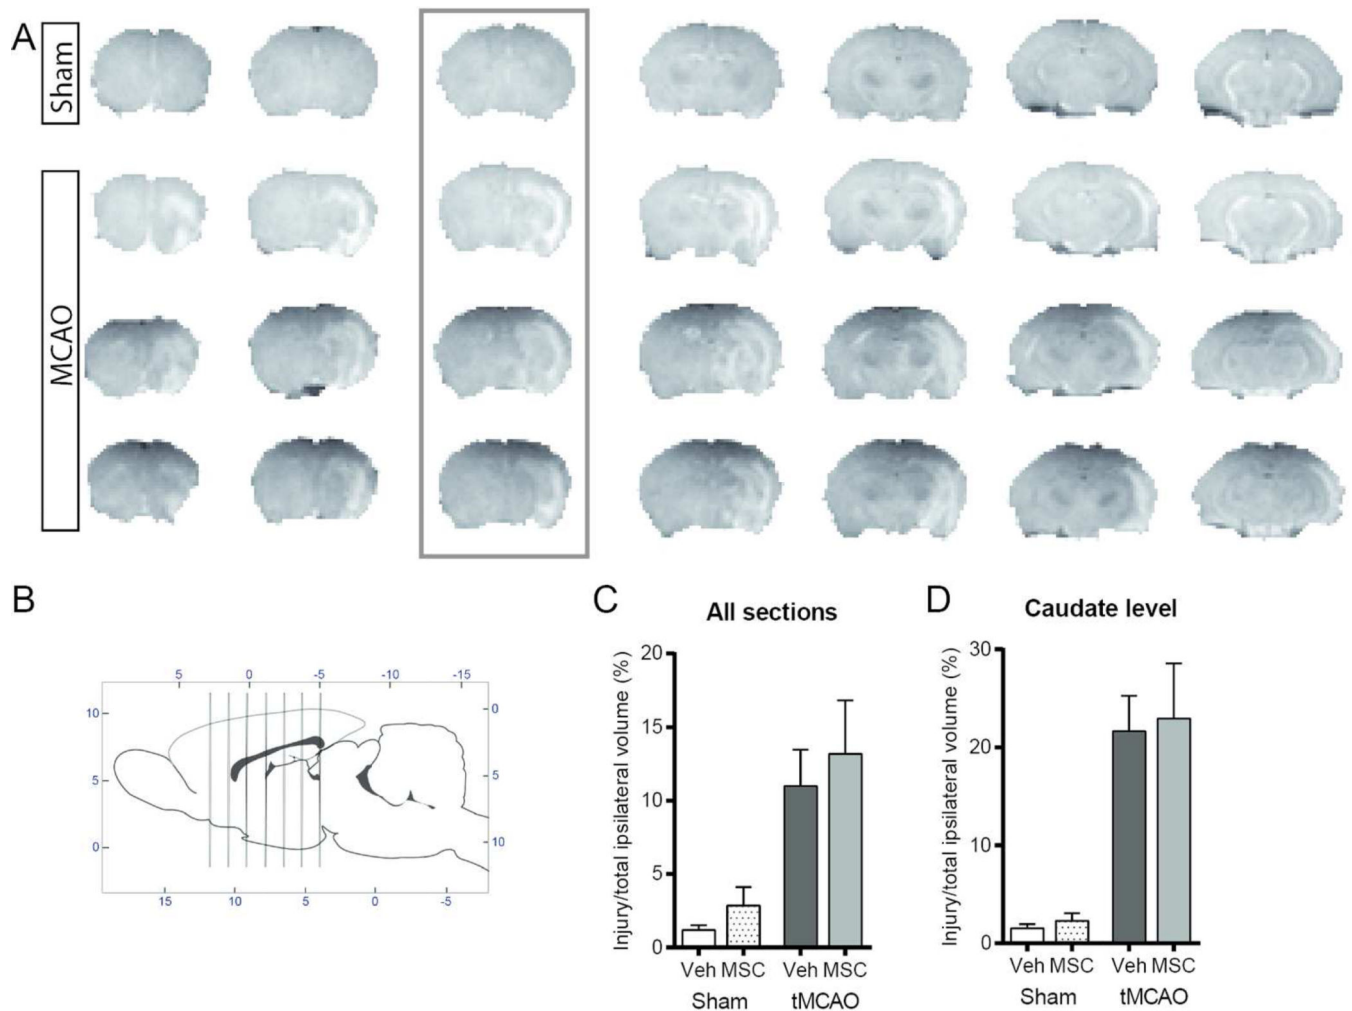 A
Sham
MCAO
B
5 0 -5 -10 -15
10
5
0
0
5
10
15 10 5 0 -5
C
All sections
Injury/total ipsilateral volume (%)
20
15
10
5
0
Veh MSC Veh MSC
Sham tMCAO
D
Caudate level
Injury/total ipsilateral volume (%)
30
20
10
0
Veh MSC Veh MSC
Sham tMCAO